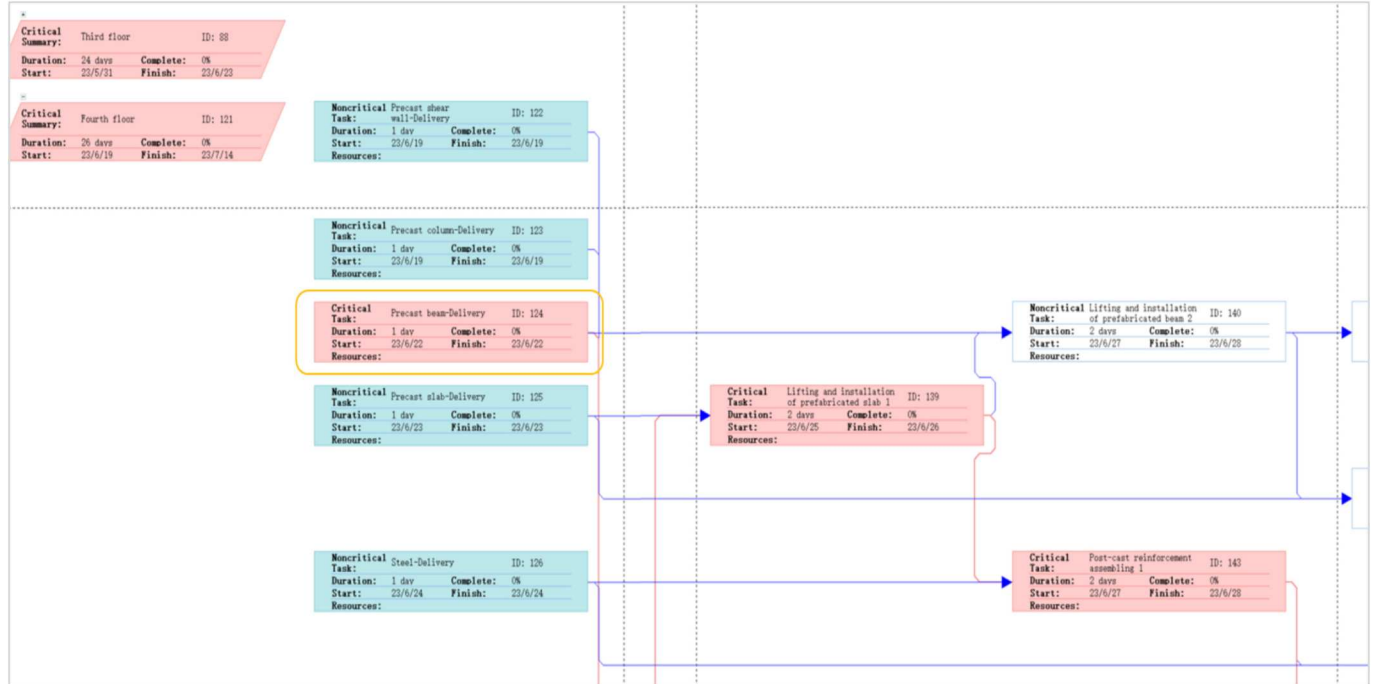 Critical Summary: Third floor ID: 88
Duration: 24 days Complete: 0%
Start: 23/5/31 Finish: 23/6/23
Critical Summary: Fourth floor ID: 121
Duration: 26 days Complete: 0%
Start: 23/6/19 Finish: 23/7/14
Noncritical Task: Precast shear wall-Delivery ID: 122
Duration: 1 day Complete: 0%
Start: 23/6/19 Finish: 23/6/19
Resources:
Noncritical Task: Precast column-Delivery ID: 123
Duration: 1 day Complete: 0%
Start: 23/6/19 Finish: 23/6/19
Resources:
Critical Task: Precast beam-Delivery ID: 124
Duration: 1 day Complete: 0%
Start: 23/6/22 Finish: 23/6/22
Resources:
Noncritical Task: Lifting and installation of prefabricated beam 2 ID: 140
Duration: 2 days Complete: 0%
Start: 23/6/27 Finish: 23/6/28
Resources:
Noncritical Task: Precast slab-Delivery ID: 125
Duration: 1 day Complete: 0%
Start: 23/6/23 Finish: 23/6/23
Resources:
Critical Task: Lifting and installation of prefabricated slab 1 ID: 139
Duration: 2 days Complete: 0%
Start: 23/6/25 Finish: 23/6/26
Resources:
Noncritical Task: Steel-Delivery ID: 126
Duration: 1 day Complete: 0%
Start: 23/6/24 Finish: 23/6/24
Resources:
Critical Task: Post-cast reinforcement assembling 1 ID: 143
Duration: 2 days Complete: 0%
Start: 23/6/27 Finish: 23/6/28
Resources: